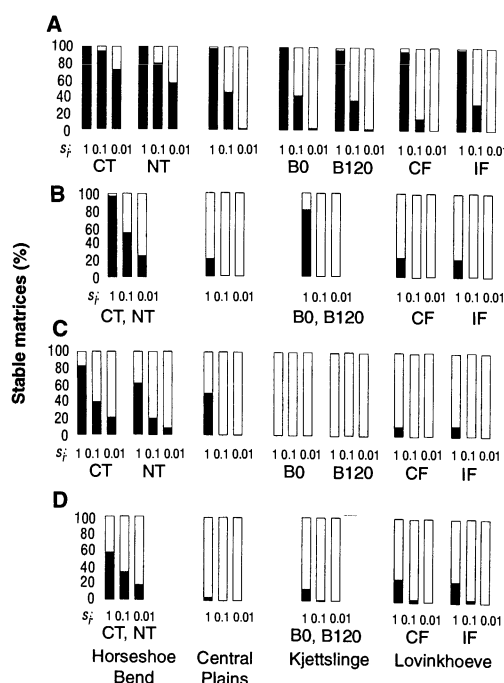 Stable matrices (%)
A
100
80
60
40
20
0
sᵢ: 1 0.1 0.01 1 0.1 0.01 1 0.1 0.01 1 0.1 0.01 1 0.1 0.01 1 0.1 0.01 1 0.1 0.01
CT NT B0 B120 CF IF
B
100
80
60
40
20
0
sᵢ: 1 0.1 0.01 1 0.1 0.01 1 0.1 0.01 1 0.1 0.01 1 0.1 0.01
CT, NT B0, B120 CF IF
C
100
80
60
40
20
0
sᵢ: 1 0.1 0.01 1 0.1 0.01 1 0.1 0.01 1 0.1 0.01 1 0.1 0.01 1 0.1 0.01 1 0.1 0.01
CT NT B0 B120 CF IF
D
100
80
60
40
20
0
sᵢ: 1 0.1 0.01 1 0.1 0.01 1 0.1 0.01 1 0.1 0.01 1 0.1 0.01
CT, NT B0, B120 CF IF
Horseshoe Central Kjettslinge Lovinkhoeve
Bend Plains